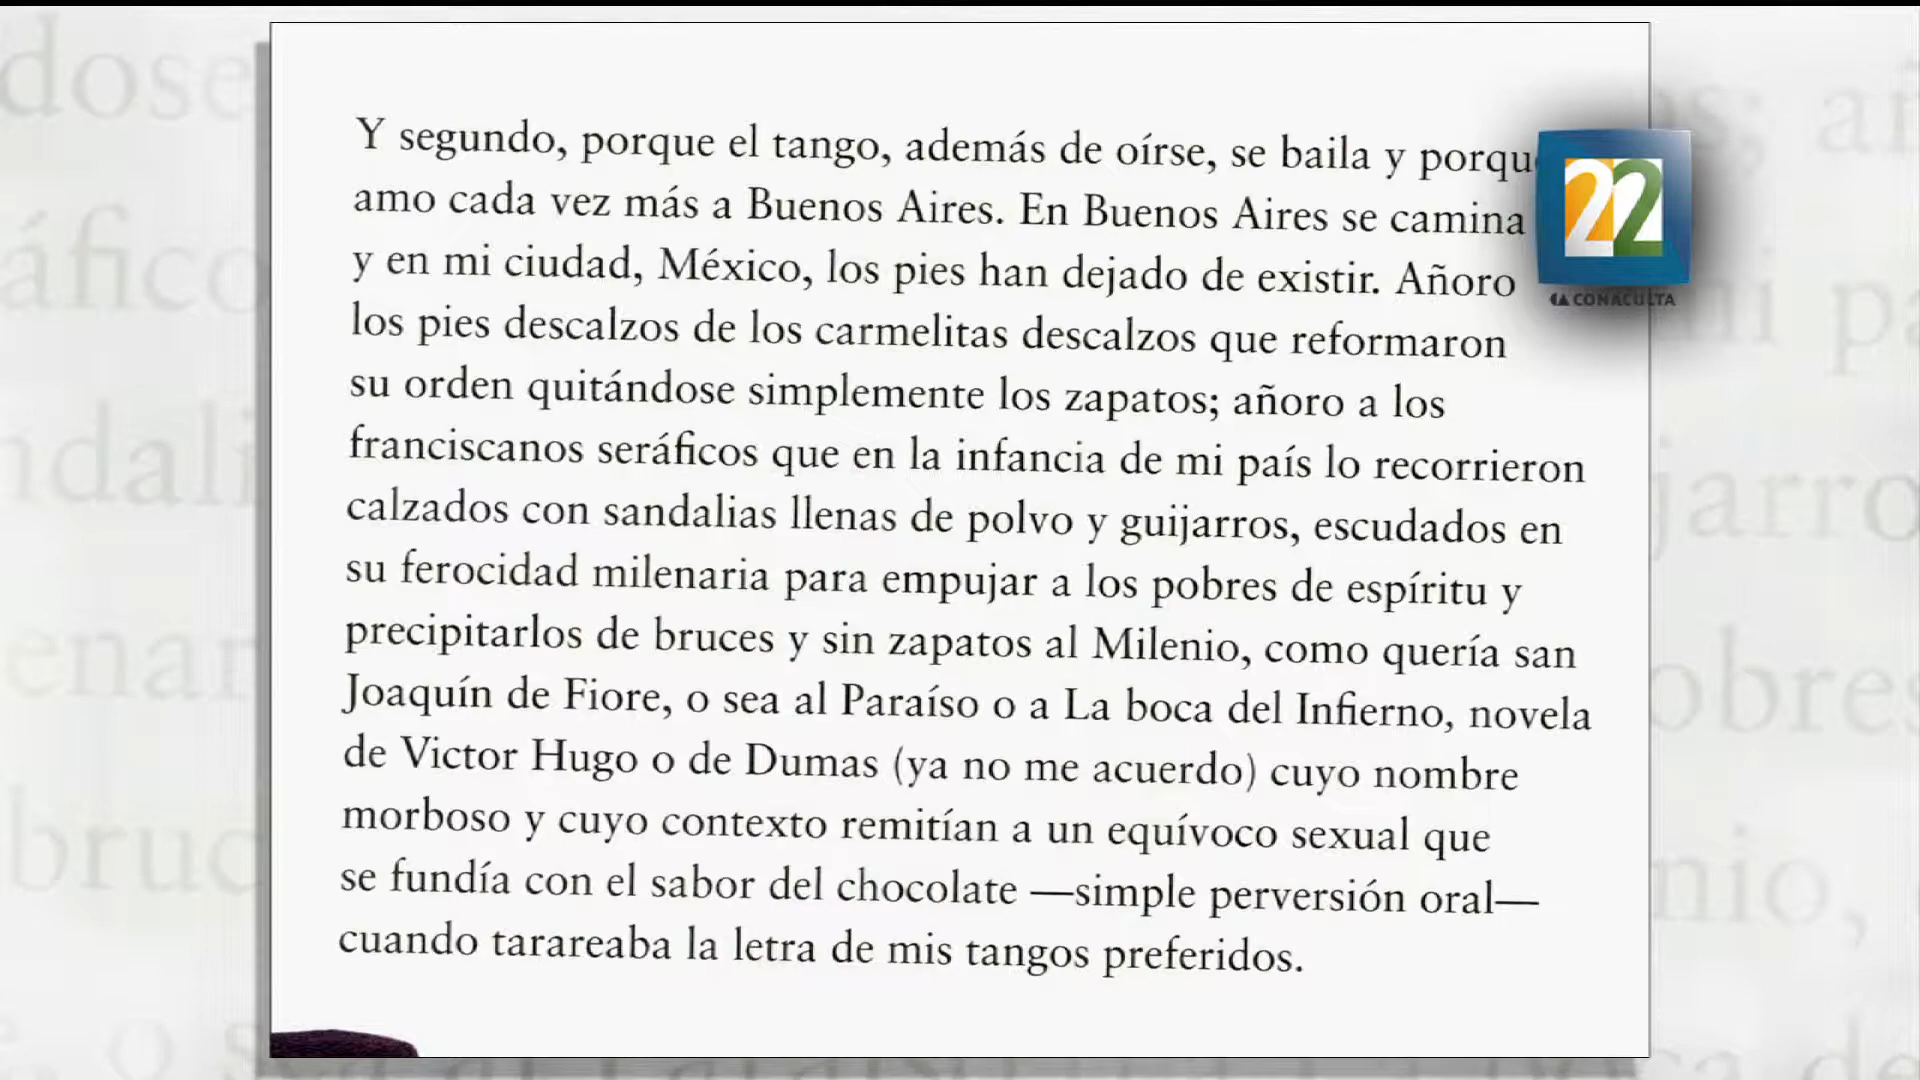 Y segundo, porque el tango, además de oírse, se baila y porqu
amo cada vez más a Buenos Aires. En Buenos Aires se camina
y en mi ciudad, México, los pies han dejado de existir. Añoro
los pies descalzos de los carmelitas descalzos que reformaron
su orden quitándose simplemente los zapatos; añoro a los
franciscanos seráficos que en la infancia de mi país lo recorrieron
calzados con sandalias llenas de polvo y guijarros, escudados en
su ferocidad milenaria para empujar a los pobres de espíritu y
precipitarlos de bruces y sin zapatos al Milenio, como quería san
Joaquín de Fiore, o sea al Paraíso o a La boca del Infierno, novela
de Victor Hugo o de Dumas (ya no me acuerdo) cuyo nombre
morboso y cuyo contexto remitían a un equívoco sexual que
se fundía con el sabor del chocolate —simple perversión oral—
cuando tarareaba la letra de mis tangos preferidos.
22
CONACULTA